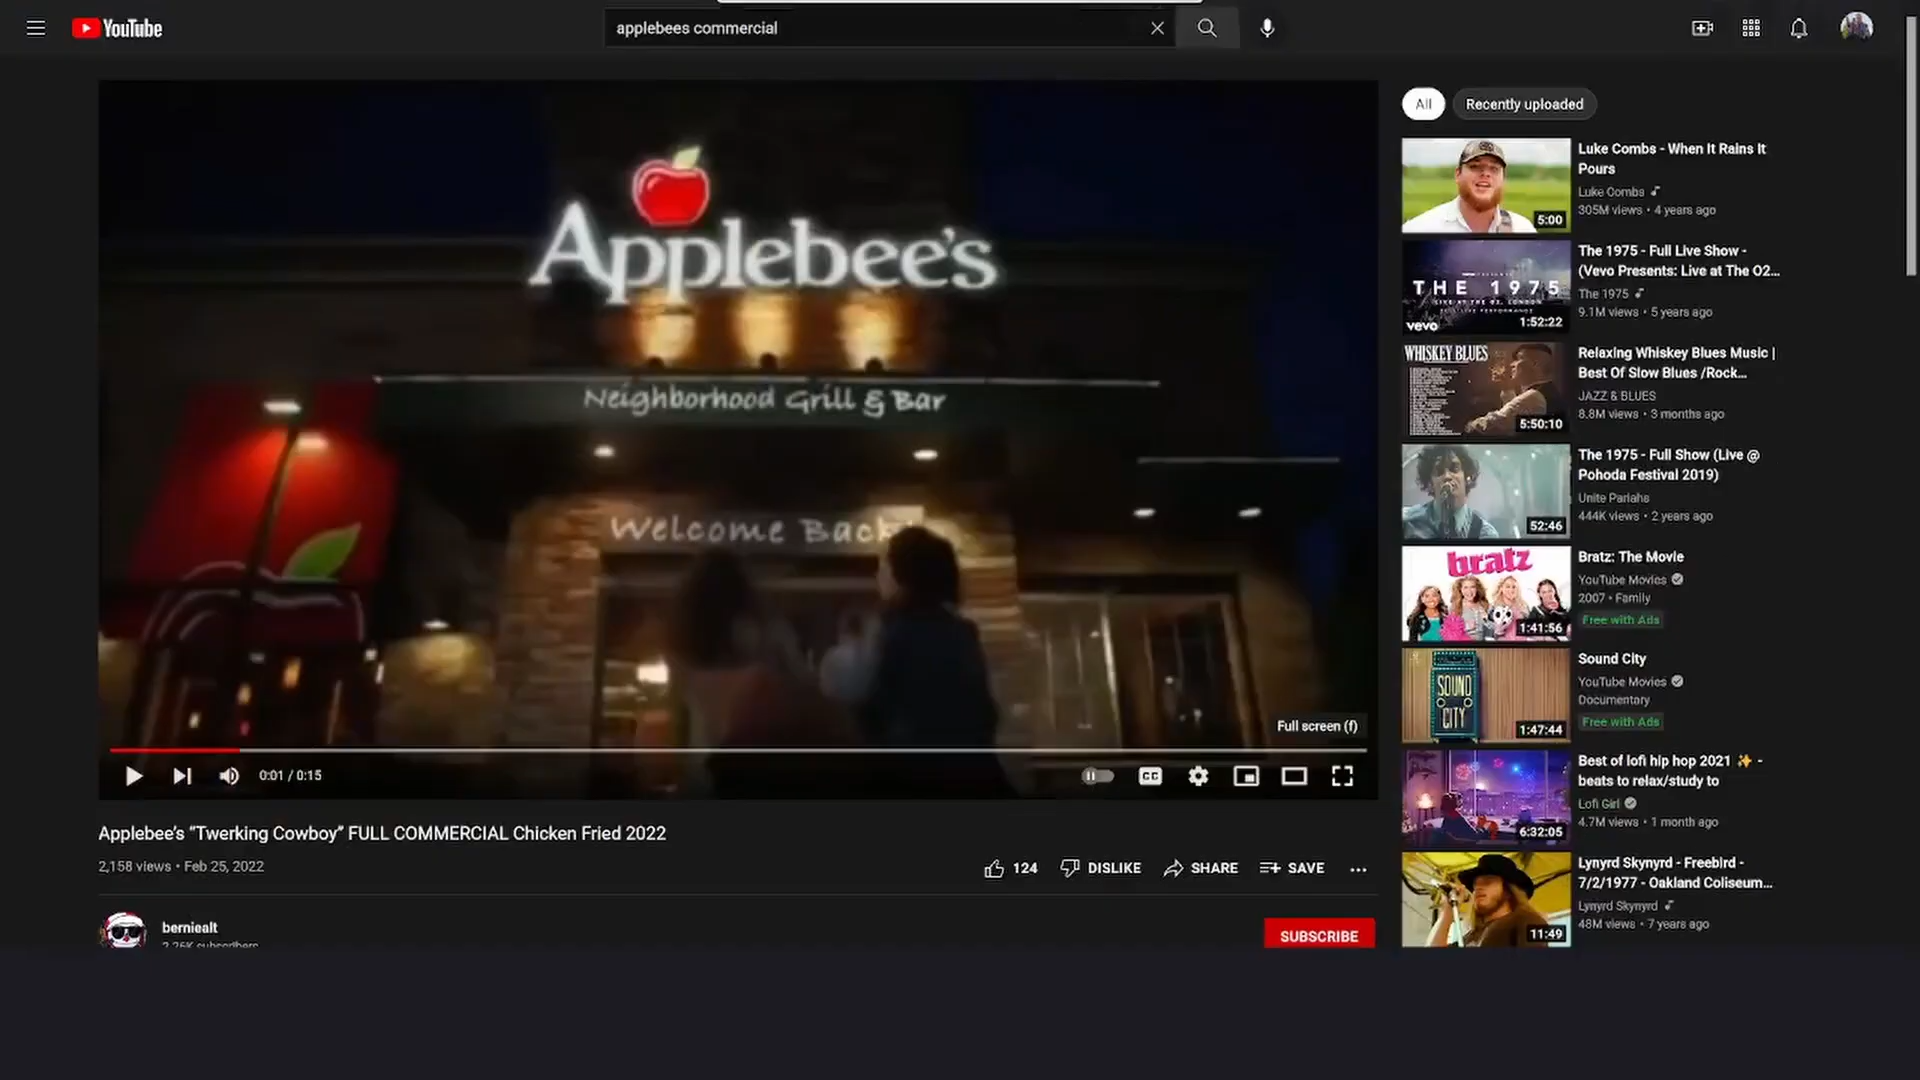 YouTube
applebees commercial
Applebee's
Neighborhood Grill & Bar
Welcome Back
Full screen (f)
0:01 / 0:15
CC
Applebee's “Twerking Cowboy” FULL COMMERCIAL Chicken Fried 2022
2,158 views • Feb 25, 2022
124
DISLIKE
SHARE
SAVE
berniealt
2.26K subscribers
SUBSCRIBE
All
Recently uploaded
5:00
Luke Combs - When It Rains It
Pours
Luke Combs
305M views • 4 years ago
THE 1975
vevo
1:52:22
The 1975 - Full Live Show -
(Vevo Presents: Live at The O2...
The 1975
9.1M views • 5 years ago
WHISKEY BLUES
5:50:10
Relaxing Whiskey Blues Music |
Best Of Slow Blues /Rock...
JAZZ & BLUES
8.8M views • 3 months ago
52:46
The 1975 - Full Show (Live @
Pohoda Festival 2019)
Unite Pariahs
444K views • 2 years ago
bratz
1:41:56
Bratz: The Movie
YouTube Movies
2007 • Family
Free with Ads
SOUND
CITY
1:47:44
Sound City
YouTube Movies
Documentary
Free with Ads
6:32:05
Best of lofi hip hop 2021 ✨ -
beats to relax/study to
Lofi Girl
4.7M views • 1 month ago
11:49
Lynyrd Skynyrd - Freebird -
7/2/1977 - Oakland Coliseum...
Lynyrd Skynyrd
48M views • 7 years ago